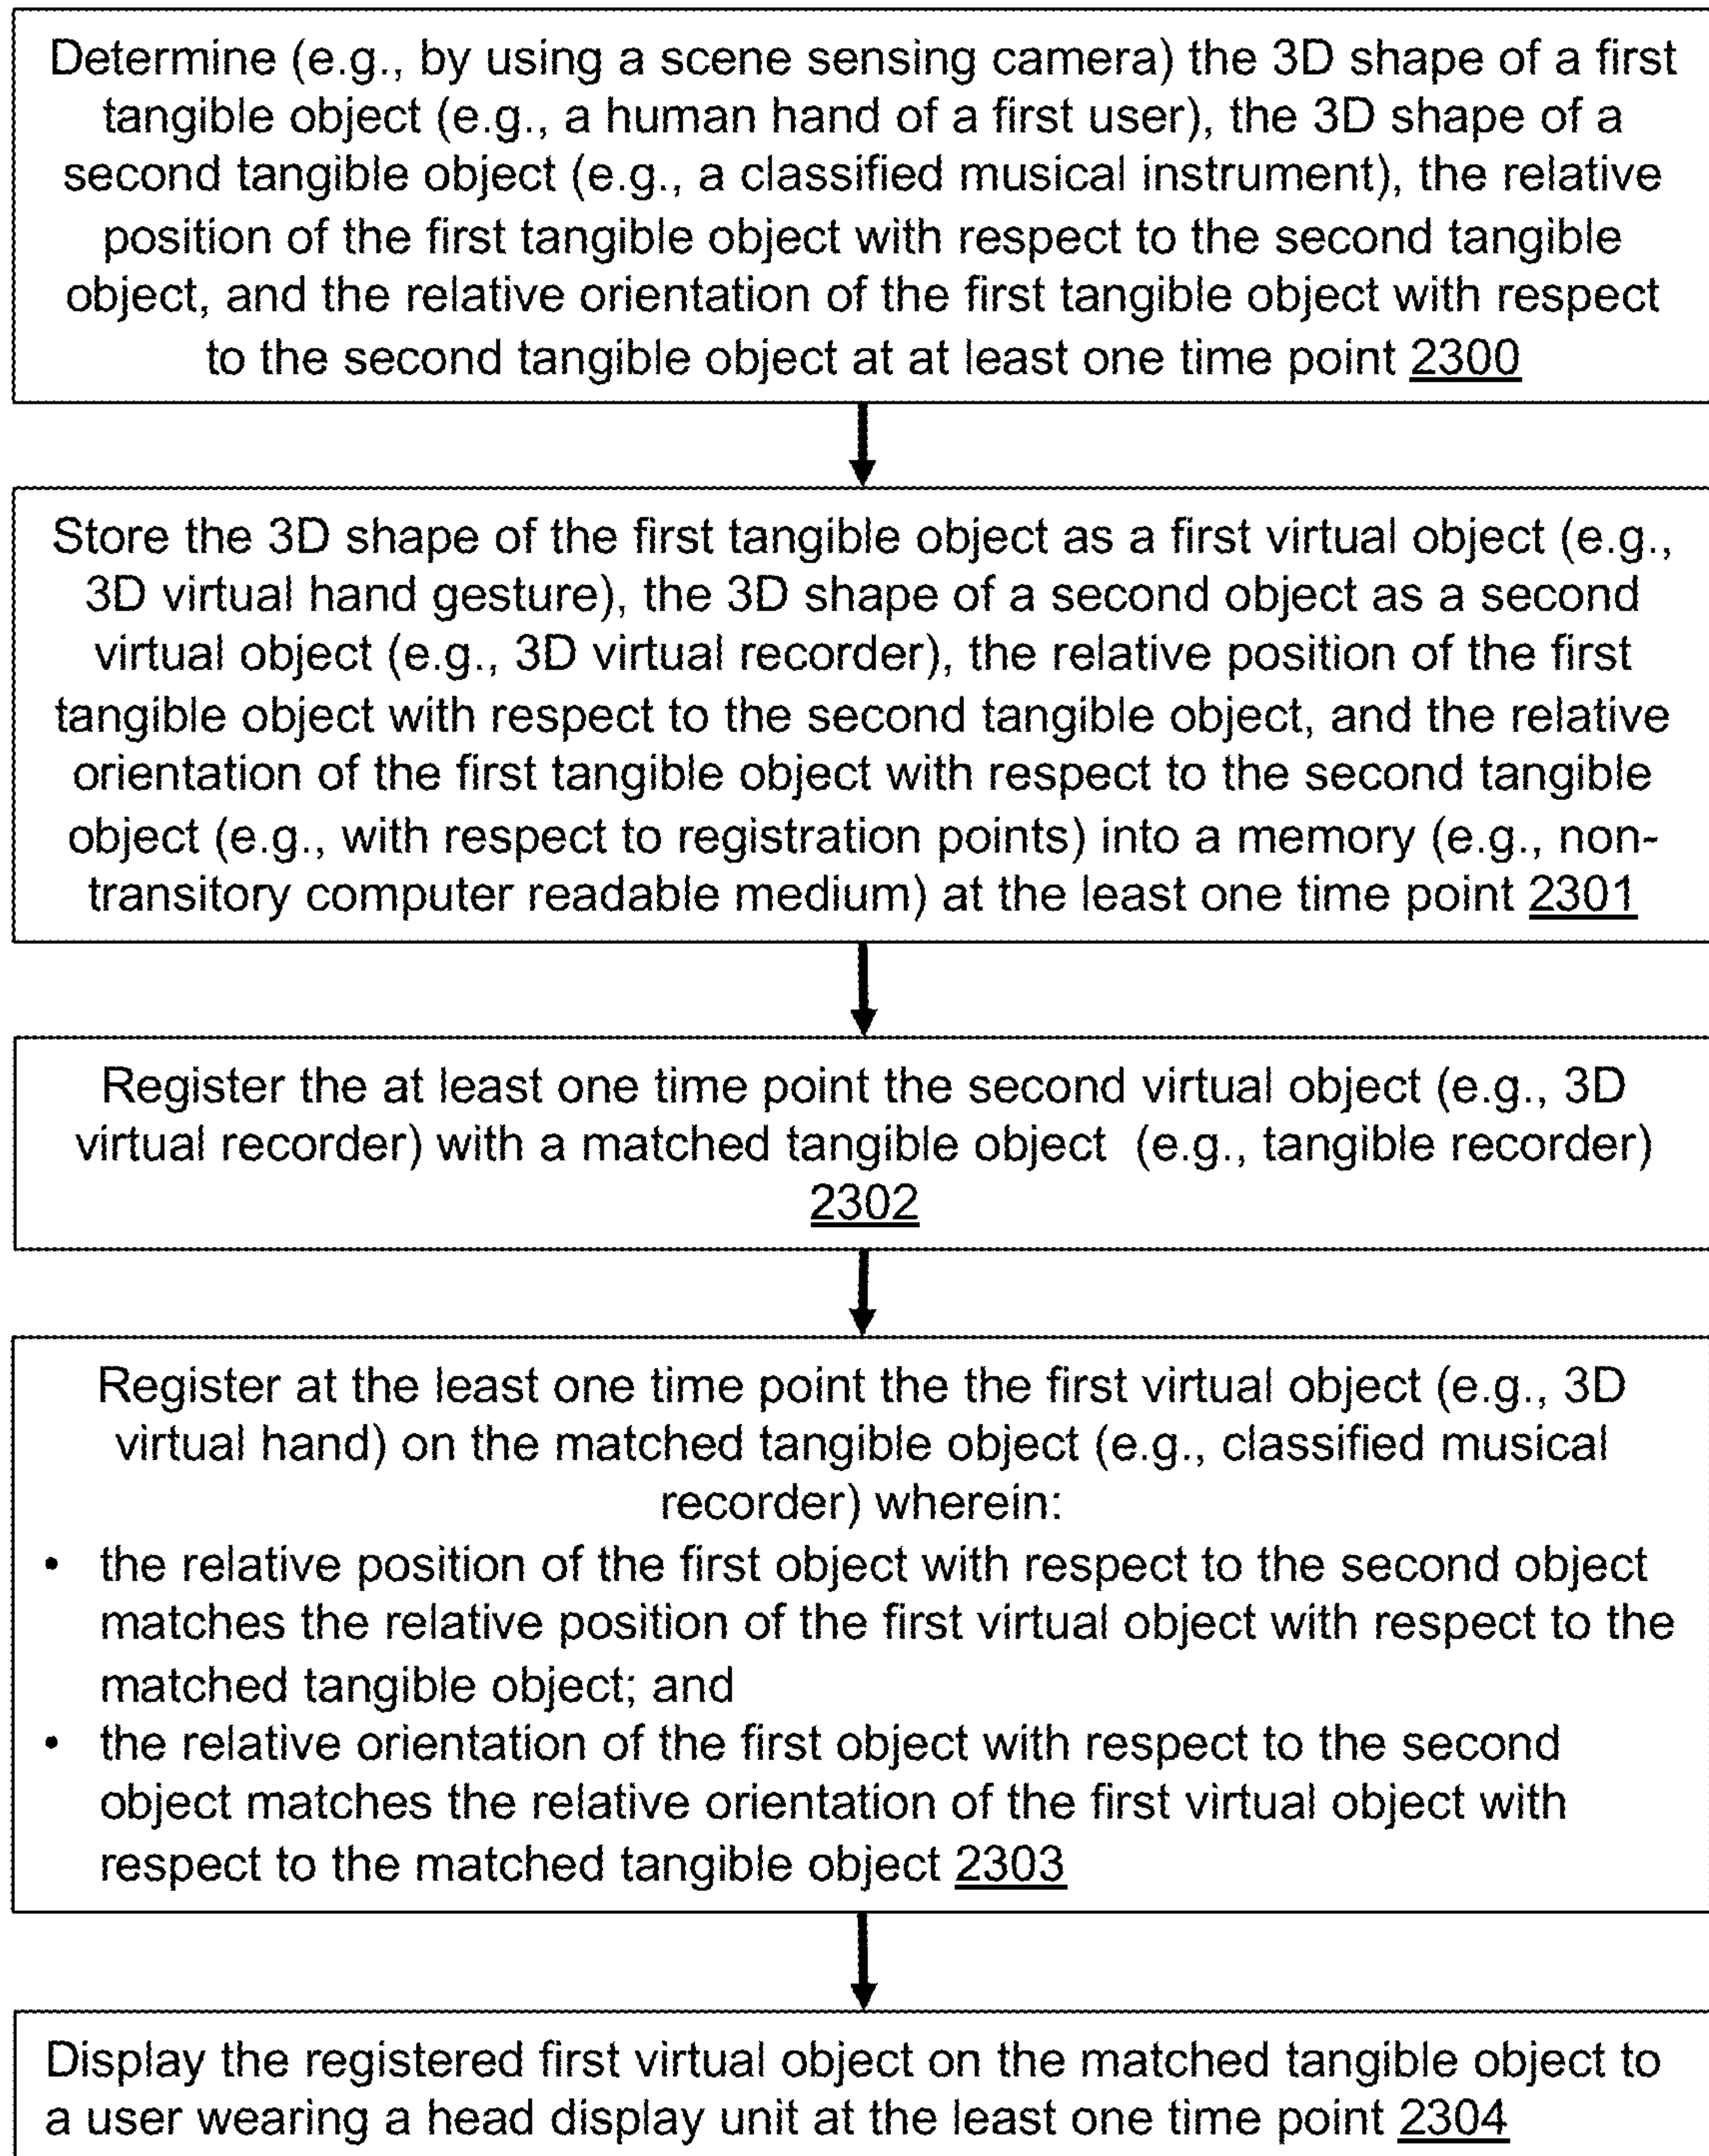 Determine (e.g., by using a scene sensing camera) the 3D shape of a first
tangible object (e.g., a human hand of a first user), the 3D shape of a
second tangible object (e.g., a classified musical instrument), the relative
position of the first tangible object with respect to the second tangible
object, and the relative orientation of the first tangible object with respect
to the second tangible object at at least one time point 2300
Store the 3D shape of the first tangible object as a first virtual object (e.g.,
3D virtual hand gesture), the 3D shape of a second object as a second
virtual object (e.g., 3D virtual recorder), the relative position of the first
tangible object with respect to the second tangible object, and the relative
orientation of the first tangible object with respect to the second tangible
object (e.g., with respect to registration points) into a memory (e.g., non-
transitory computer readable medium) at the least one time point 2301
Register the at least one time point the second virtual object (e.g., 3D
virtual recorder) with a matched tangible object (e.g., tangible recorder)
2302
Register at the least one time point the the first virtual object (e.g., 3D
virtual hand) on the matched tangible object (e.g., classified musical
recorder) wherein:
• the relative position of the first object with respect to the second object
matches the relative position of the first virtual object with respect to the
matched tangible object; and
• the relative orientation of the first object with respect to the second
object matches the relative orientation of the first virtual object with
respect to the matched tangible object 2303
Display the registered first virtual object on the matched tangible object to
a user wearing a head display unit at the least one time point 2304